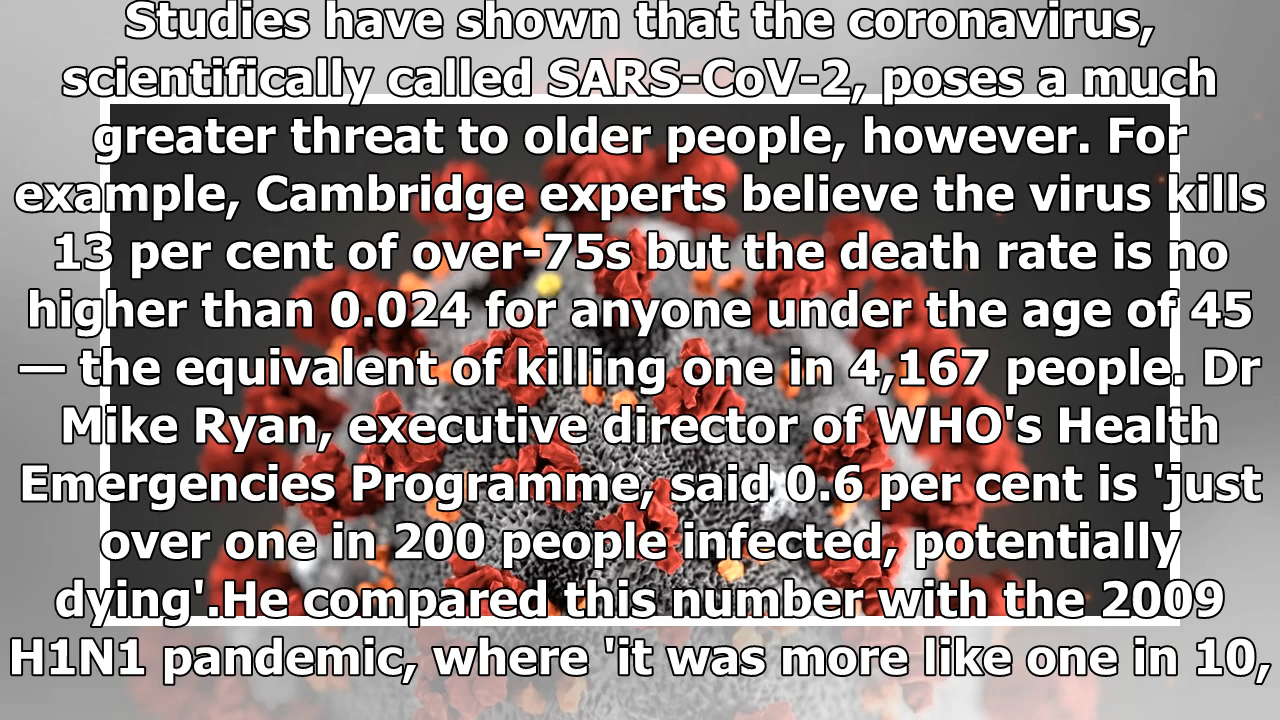 Studies have shown that the coronavirus,
scientifically called SARS-CoV-2, poses a much
greater threat to older people, however. For
example, Cambridge experts believe the virus kills
13 per cent of over-75s but the death rate is no
higher than 0.024 for anyone under the age of 45
— the equivalent of killing one in 4,167 people. Dr
Mike Ryan, executive director of WHO's Health
Emergencies Programme, said 0.6 per cent is 'just
over one in 200 people infected, potentially
dying'.He compared this number with the 2009
H1N1 pandemic, where 'it was more like one in 10,